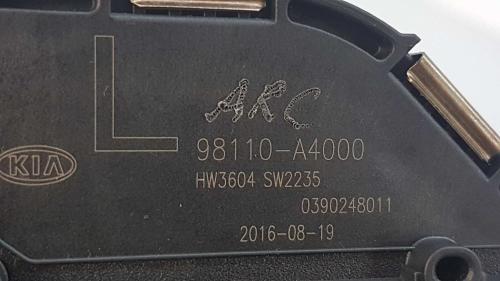 L
ARC
98110-A4000
KIA
HW3604 SW2235
0390248011
2016-08-19